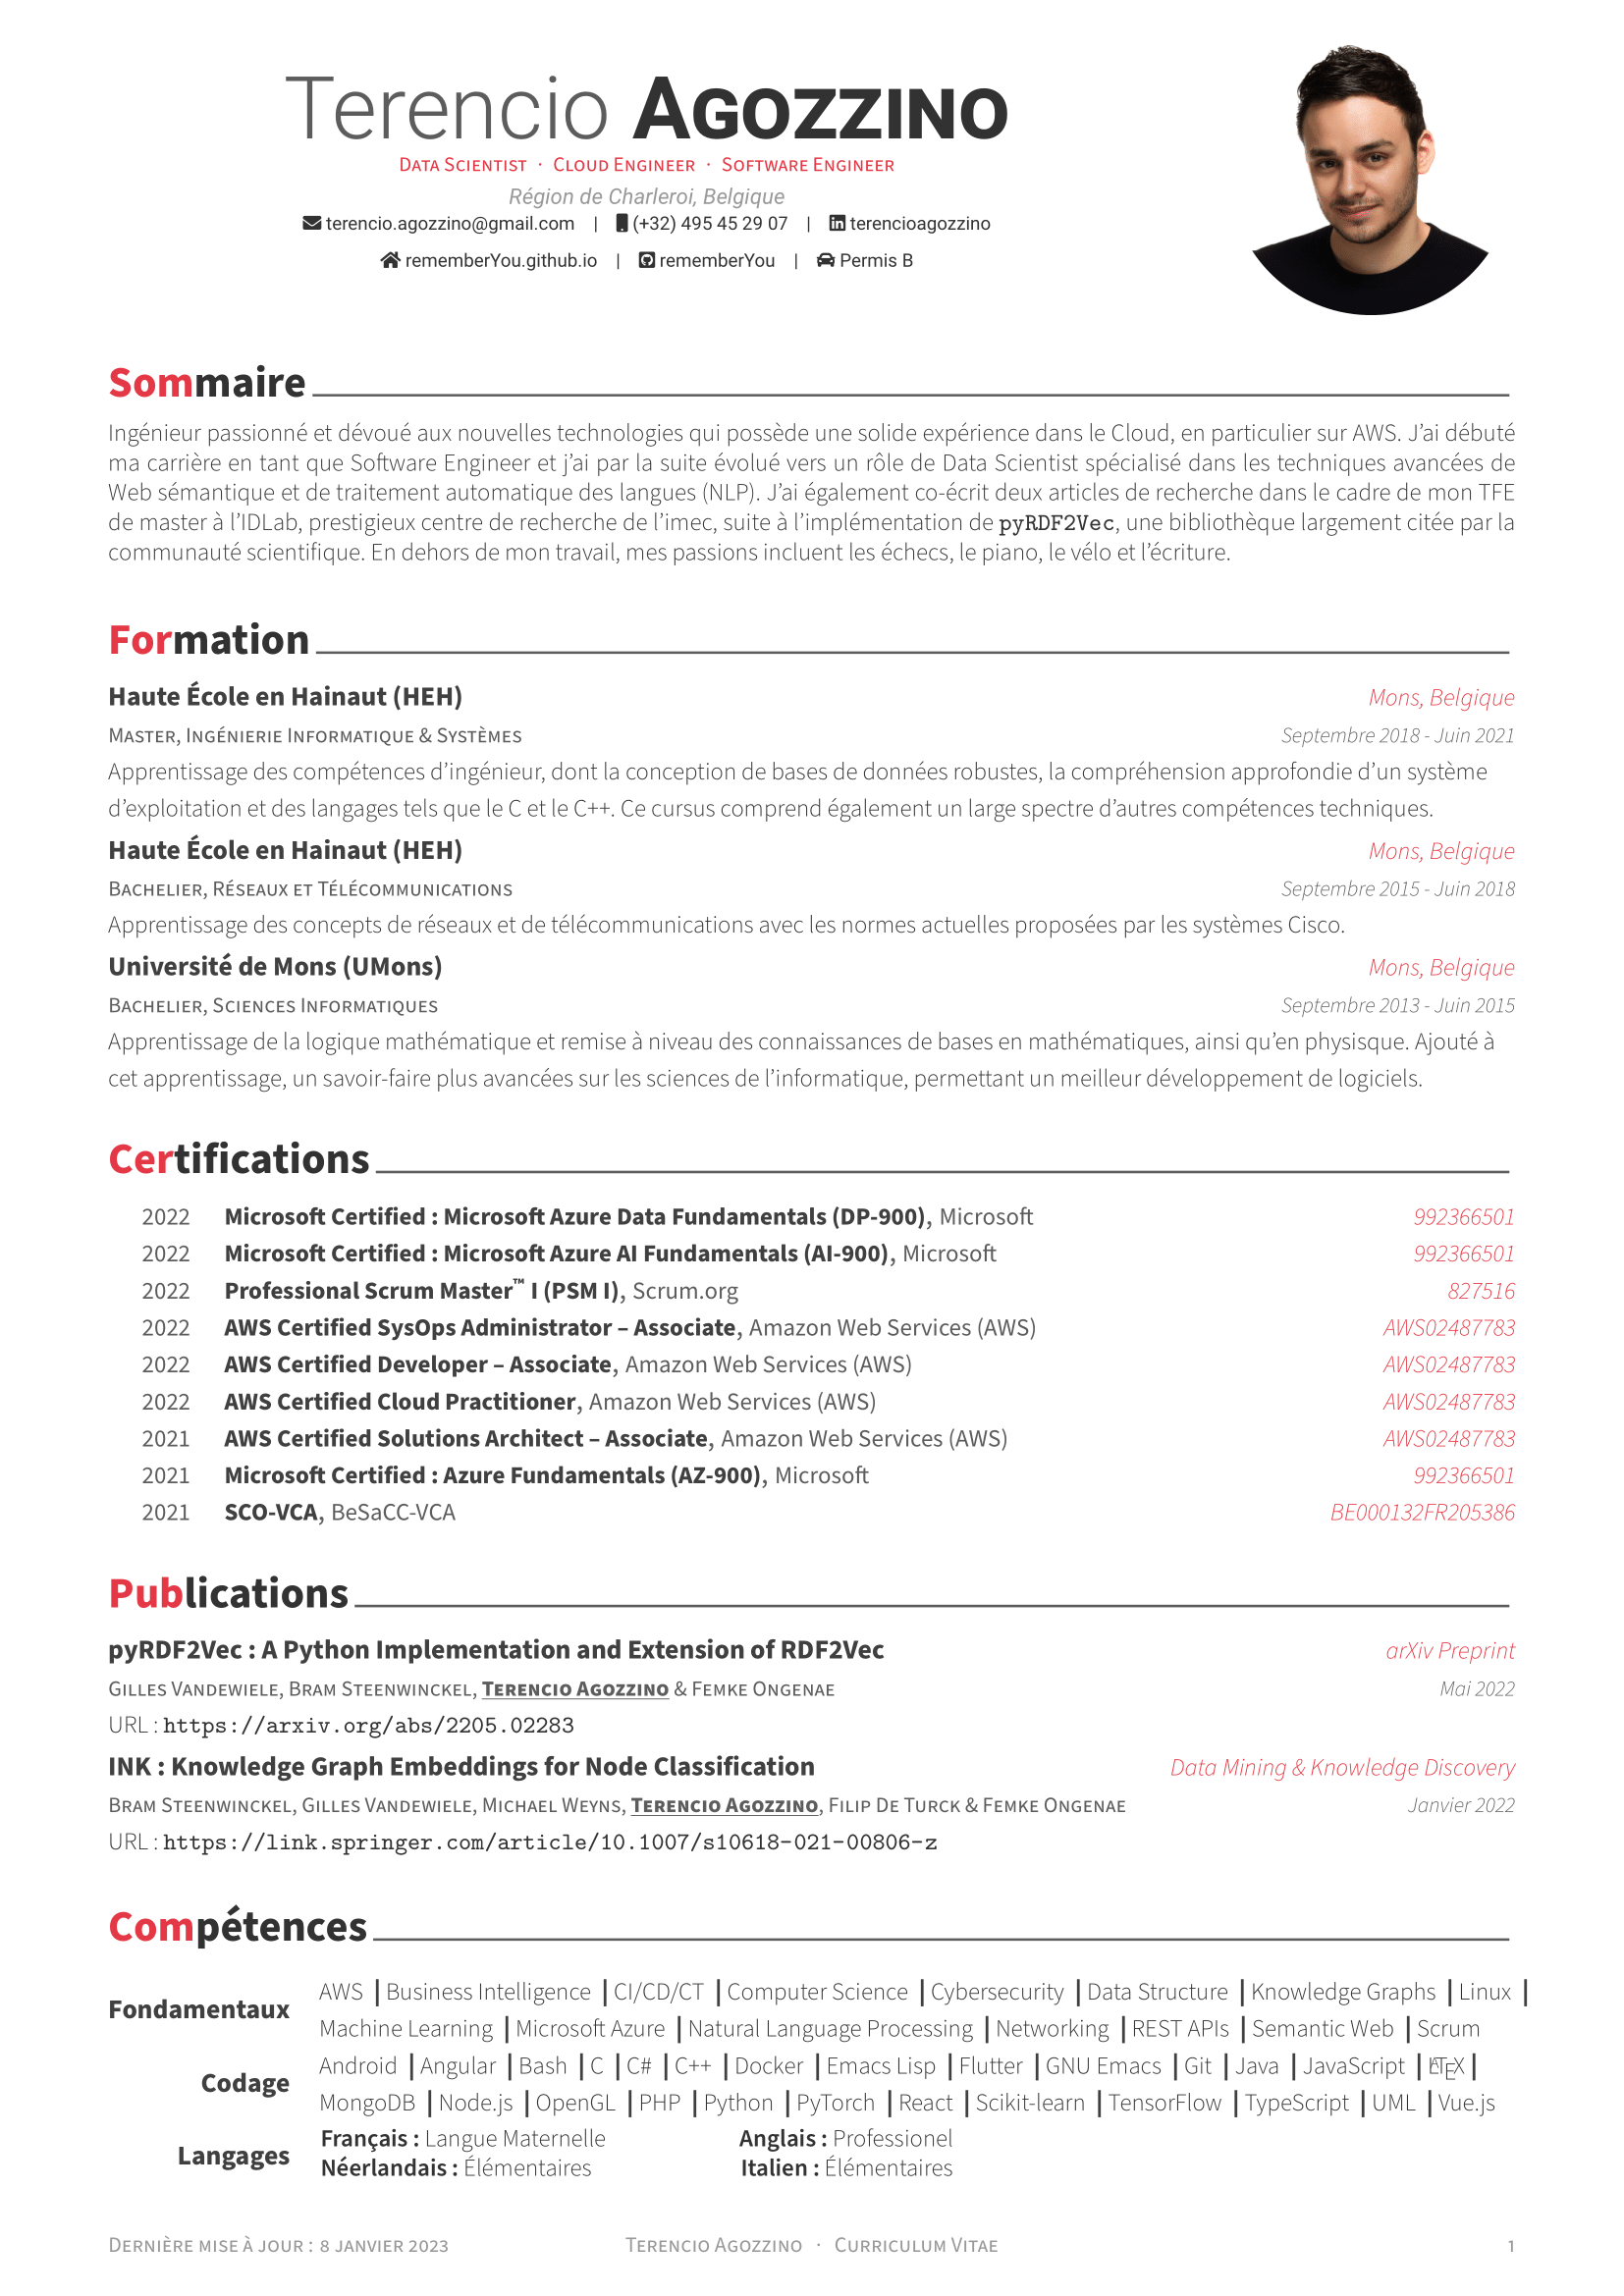 Terencio AGOZZINO
DATA SCIENTIST · CLOUD ENGINEER · SOFTWARE ENGINEER
Région de Charleroi, Belgique
terencio.agozzino@gmail.com | (+32) 495 45 29 07 | terencioagozzino
rememberYou.github.io | rememberYou | Permis B
Sommaire
Ingénieur passionné et dévoué aux nouvelles technologies qui possède une solide expérience dans le Cloud, en particulier sur AWS. J'ai débuté
ma carrière en tant que Software Engineer et j'ai par la suite évolué vers un rôle de Data Scientist spécialisé dans les techniques avancées de
Web sémantique et de traitement automatique des langues (NLP). J'ai également co-écrit deux articles de recherche dans le cadre de mon TFE
de master à l'IDLab, prestigieux centre de recherche de l'imec, suite à l'implémentation de pyRDF2Vec, une bibliothèque largement citée par la
communauté scientifique. En dehors de mon travail, mes passions incluent les échecs, le piano, le vélo et l'écriture.
Formation
Haute École en Hainaut (HEH) Mons, Belgique
MASTER, INGÉNIERIE INFORMATIQUE & SYSTÈMES Septembre 2018 - Juin 2021
Apprentissage des compétences d'ingénieur, dont la conception de bases de données robustes, la compréhension approfondie d'un système
d'exploitation et des langages tels que le C et le C++. Ce cursus comprend également un large spectre d'autres compétences techniques.
Haute École en Hainaut (HEH) Mons, Belgique
BACHELIER, RÉSEAUX ET TÉLÉCOMMUNICATIONS Septembre 2015 - Juin 2018
Apprentissage des concepts de réseaux et de télécommunications avec les normes actuelles proposées par les systèmes Cisco.
Université de Mons (UMons) Mons, Belgique
BACHELIER, SCIENCES INFORMATIQUES Septembre 2013 - Juin 2015
Apprentissage de la logique mathématique et remise à niveau des connaissances de bases en mathématiques, ainsi qu'en physisque. Ajouté à
cet apprentissage, un savoir-faire plus avancées sur les sciences de l'informatique, permettant un meilleur développement de logiciels.
Certifications
2022 Microsoft Certified : Microsoft Azure Data Fundamentals (DP-900), Microsoft 992366501
2022 Microsoft Certified : Microsoft Azure AI Fundamentals (AI-900), Microsoft 992366501
2022 Professional Scrum Master™ I (PSM I), Scrum.org 827516
2022 AWS Certified SysOps Administrator – Associate, Amazon Web Services (AWS) AWS02487783
2022 AWS Certified Developer – Associate, Amazon Web Services (AWS) AWS02487783
2022 AWS Certified Cloud Practitioner, Amazon Web Services (AWS) AWS02487783
2021 AWS Certified Solutions Architect – Associate, Amazon Web Services (AWS) AWS02487783
2021 Microsoft Certified : Azure Fundamentals (AZ-900), Microsoft 992366501
2021 SCO-VCA, BeSaCC-VCA BE000132FR205386
Publications
pyRDF2Vec : A Python Implementation and Extension of RDF2Vec arXiv Preprint
GILLES VANDEWIELE, BRAM STEENWINCKEL, TERENCIO AGOZZINO & FEMKE ONGENAE Mai 2022
URL : https://arxiv.org/abs/2205.02283
INK : Knowledge Graph Embeddings for Node Classification Data Mining & Knowledge Discovery
BRAM STEENWINCKEL, GILLES VANDEWIELE, MICHAEL WEYNS, TERENCIO AGOZZINO, FILIP DE TURCK & FEMKE ONGENAE Janvier 2022
URL : https://link.springer.com/article/10.1007/s10618-021-00806-z
Compétences
Fondamentaux AWS | Business Intelligence | CI/CD/CT | Computer Science | Cybersecurity | Data Structure | Knowledge Graphs | Linux |
Machine Learning | Microsoft Azure | Natural Language Processing | Networking | REST APIs | Semantic Web | Scrum
Codage Android | Angular | Bash | C | C# | C++ | Docker | Emacs Lisp | Flutter | GNU Emacs | Git | Java | JavaScript | LATEX |
MongoDB | Node.js | OpenGL | PHP | Python | PyTorch | React | Scikit-learn | TensorFlow | TypeScript | UML | Vue.js
Langages Français : Langue Maternelle Anglais : Professionel
Néerlandais : Élémentaires Italien : Élémentaires
DERNIÈRE MISE À JOUR : 8 JANVIER 2023 TERENCIO AGOZZINO · CURRICULUM VITAE 1